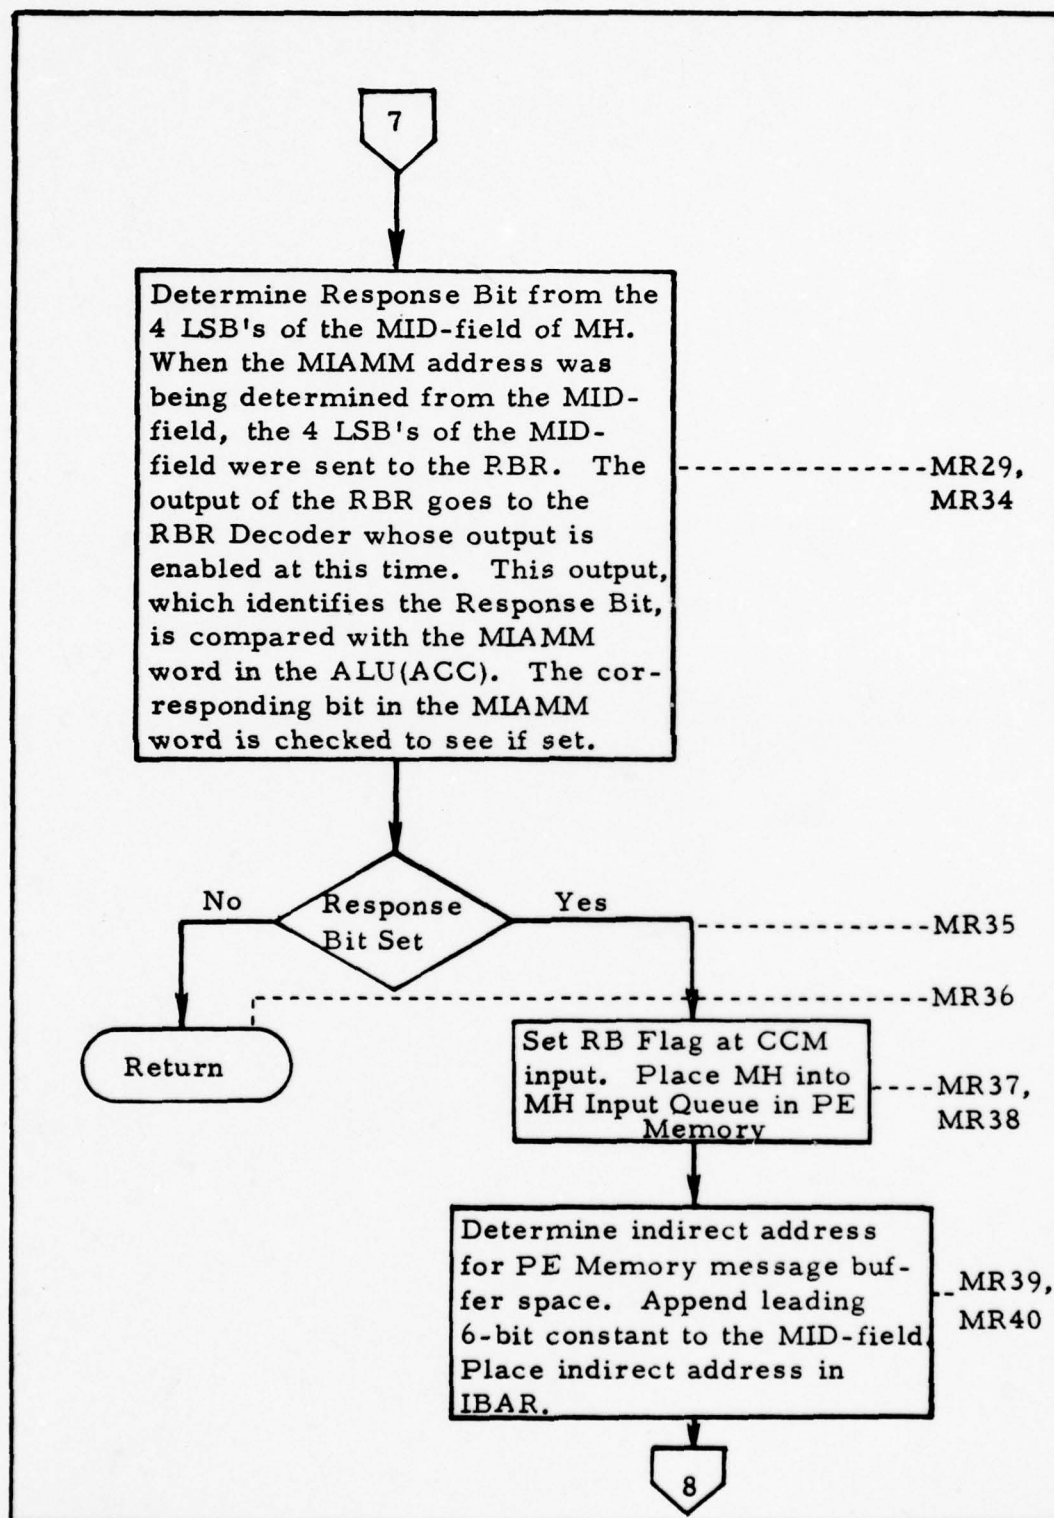 7
Determine Response Bit from the
4 LSB's of the MID-field of MH.
When the MIAMM address was
being determined from the MID-
field, the 4 LSB's of the MID-
field were sent to the RBR. The
output of the RBR goes to the
RBR Decoder whose output is
enabled at this time. This output,
which identifies the Response Bit,
is compared with the MIAMM
word in the ALU(ACC). The cor-
responding bit in the MIAMM
word is checked to see if set.
MR29,
MR34
No
Response
Bit Set
Yes
MR35
MR36
Return
Set RB Flag at CCM
input. Place MH into
MH Input Queue in PE
Memory
MR37,
MR38
Determine indirect address
for PE Memory message buf-
fer space. Append leading
6-bit constant to the MID-field.
Place indirect address in
IBAR.
MR39,
MR40
8